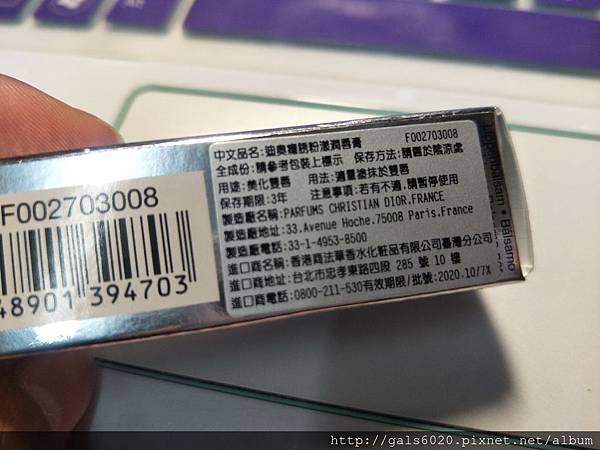 中文品名:迪奧癮誘粉漾潤唇膏 F002703008
全成份:請參考包裝上標示 保存方法:請置於陰涼處
用途:美化雙唇 用法:適量塗抹於雙唇
保存期限:3年 注意事項:若有不適,請暫停使用
製造廠名稱:PARFUMS CHRISTIAN DIOR.FRANCE
製造廠地址:33.Avenue Hoche.75008 Paris.France
製造廠電話:33-1-4953-8500
進口商名稱:香港商法華香水化粧品有限公司臺灣分公司
進口商地址:台北市忠孝東路四段 285 號 10 樓
進口商電話:0800-211-530有效期限/批號:2020.10/7X
F002703008
48901 394703
Lippenbalsam • Bálsamo
http://gals6020.pixnet.net/album